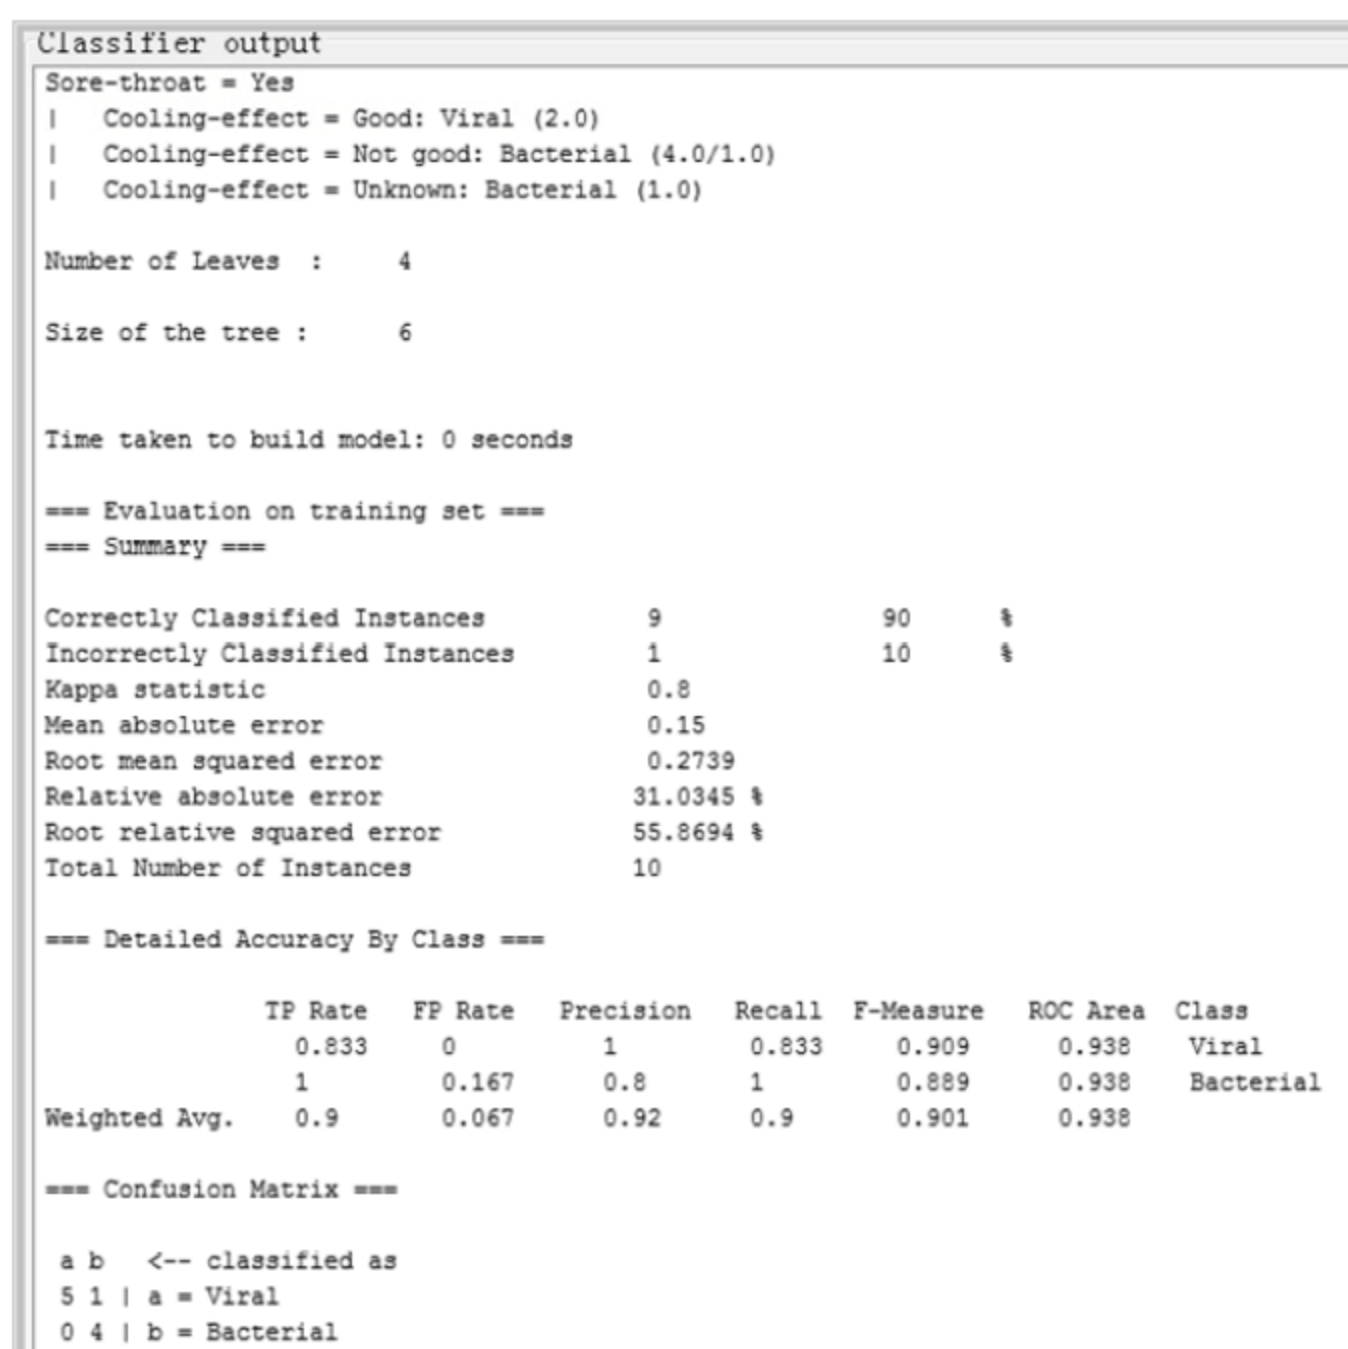 Classifier output
Sore-throat = Yes
|   Cooling-effect = Good: Viral (2.0)
|   Cooling-effect = Not good: Bacterial (4.0/1.0)
|   Cooling-effect = Unknown: Bacterial (1.0)
Number of Leaves  :     4
Size of the tree :      6
Time taken to build model: 0 seconds
=== Evaluation on training set ===
=== Summary ===
Correctly Classified Instances           9               90      %
Incorrectly Classified Instances         1               10      %
Kappa statistic                          0.8
Mean absolute error                      0.15
Root mean squared error                  0.2739
Relative absolute error                 31.0345 %
Root relative squared error             55.8694 %
Total Number of Instances               10
=== Detailed Accuracy By Class ===
TP Rate   FP Rate   Precision   Recall  F-Measure   ROC Area  Class
0.833     0          1         0.833     0.909      0.938    Viral
1         0.167      0.8       1         0.889      0.938    Bacterial
Weighted Avg.    0.9       0.067      0.92      0.9       0.901      0.938
=== Confusion Matrix ===
a b   <-- classified as
5 1 | a = Viral
0 4 | b = Bacterial